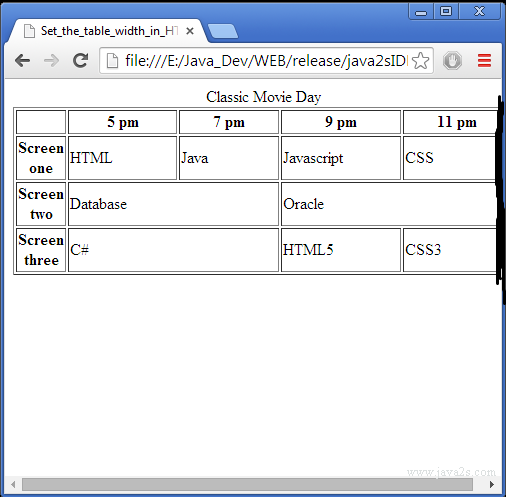 Set_the_table_width_in_HT
file:///E:/Java_Dev/WEB/release/java2sID
Classic Movie Day
5 pm 7 pm 9 pm 11 pm
Screen one HTML Java Javascript CSS
Screen two Database Oracle
Screen three C# HTML5 CSS3
www.java2s.com